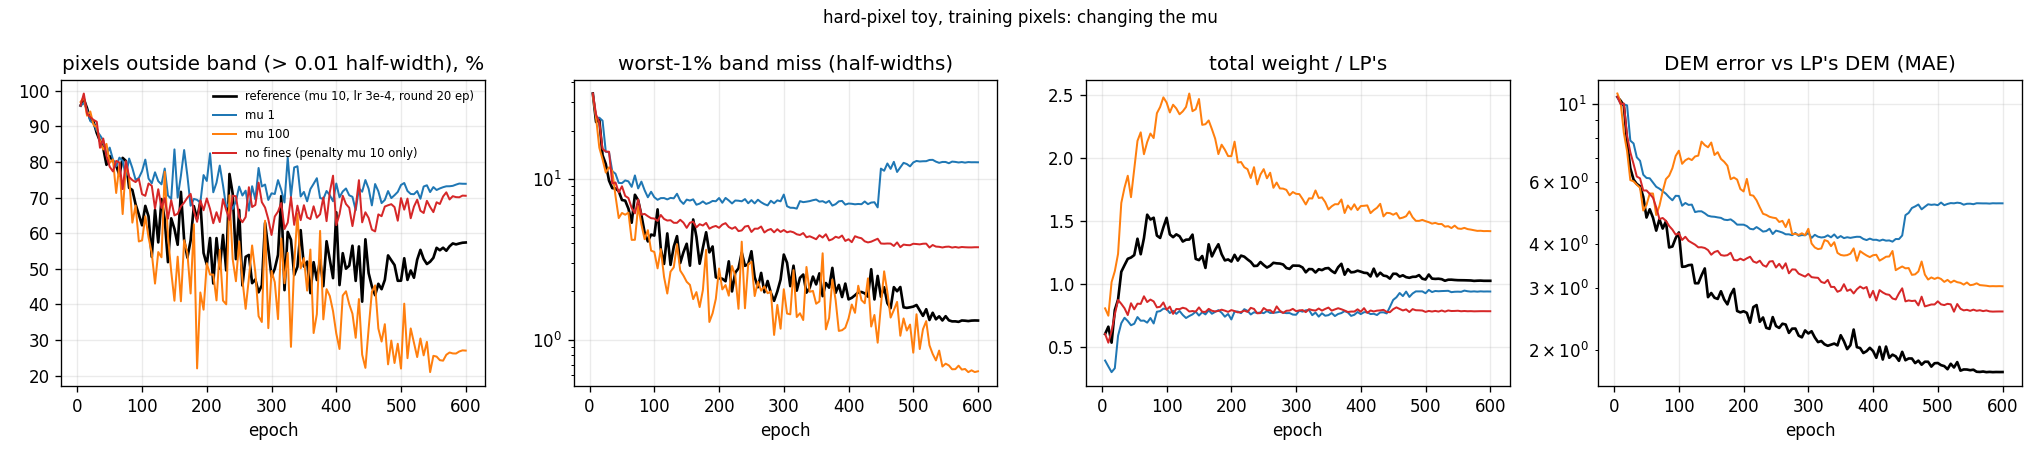 hard-pixel toy, training pixels: changing the mu
pixels outside band (> 0.01 half-width), %
100
90
80
70
60
50
40
30
20
reference (mu 10, lr 3e-4, round 20 ep)
mu 1
mu 100
no fines (penalty mu 10 only)
0 100 200 300 400 500 600
epoch
worst-1% band miss (half-widths)
10¹
10⁰
0 100 200 300 400 500 600
epoch
total weight / LP's
2.5
2.0
1.5
1.0
0.5
0 100 200 300 400 500 600
epoch
DEM error vs LP's DEM (MAE)
10¹
6 × 10⁰
4 × 10⁰
3 × 10⁰
2 × 10⁰
0 100 200 300 400 500 600
epoch